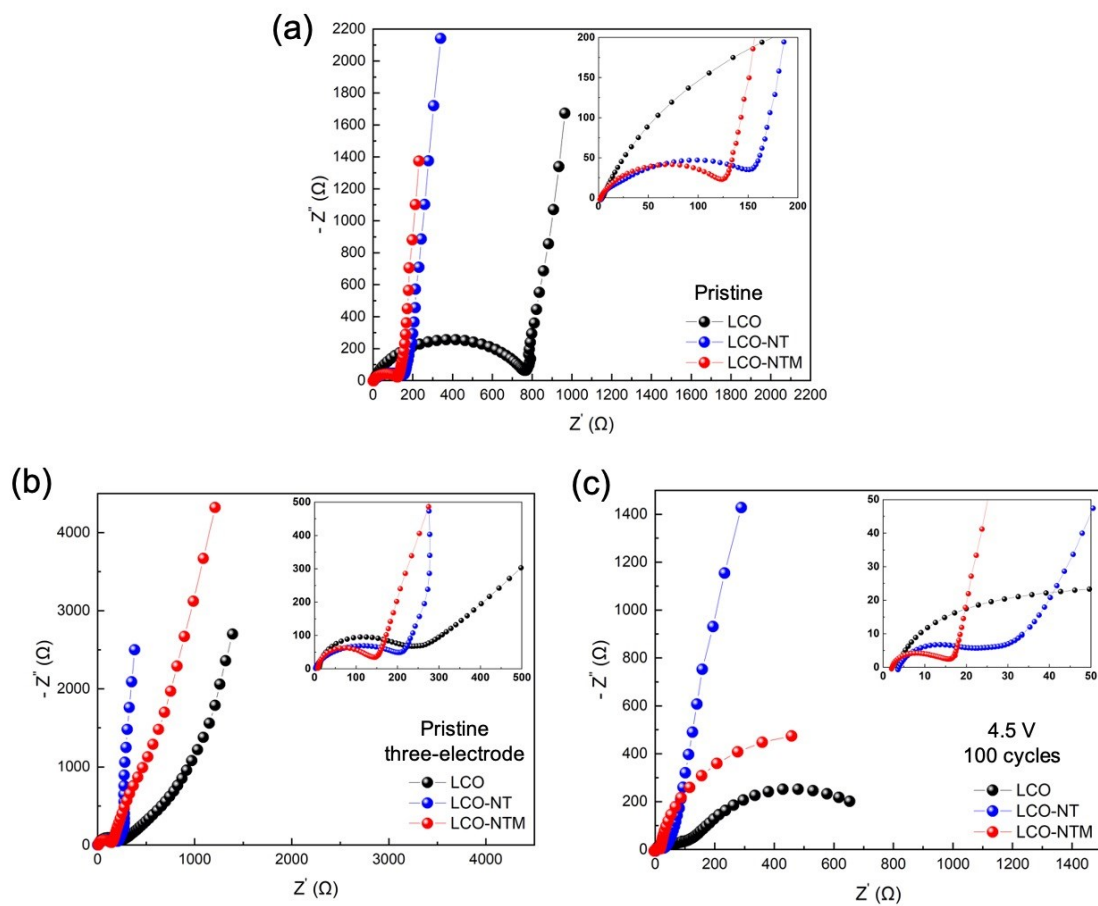 (a)
2200
2000
1800
1600
1400
1200
1000
800
600
400
200
0
- Z" (Ω)
0 200 400 600 800 1000 1200 1400 1600 1800 2000 2200
Z' (Ω)
200
150
100
50
0
50 100 150 200
Pristine
LCO
LCO-NT
LCO-NTM
(b)
4000
3000
2000
1000
0
- Z" (Ω)
0 1000 2000 3000 4000
Z' (Ω)
500
400
300
200
100
0
0 100 200 300 400 500
Pristine
three-electrode
LCO
LCO-NT
LCO-NTM
(c)
1400
1200
1000
800
600
400
200
0
- Z" (Ω)
0 200 400 600 800 1000 1200 1400
Z' (Ω)
50
40
30
20
10
0
0 10 20 30 40 50
4.5 V
100 cycles
LCO
LCO-NT
LCO-NTM